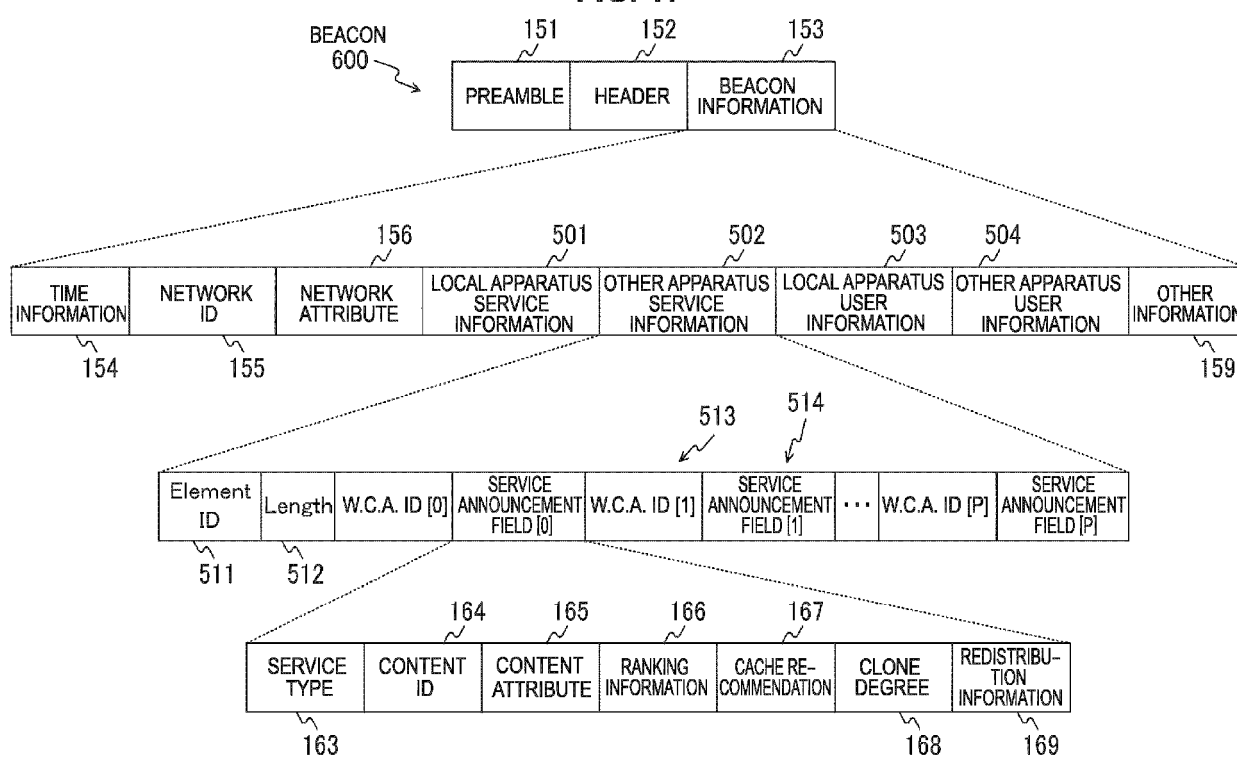 151
152
153
BEACON
600
PREAMBLE
HEADER
BEACON
INFORMATION
156
501
502
503
504
TIME
INFORMATION
NETWORK
ID
NETWORK
ATTRIBUTE
LOCAL APPARATUS
SERVICE
INFORMATION
OTHER APPARATUS
SERVICE
INFORMATION
LOCAL APPARATUS
USER
INFORMATION
OTHER APPARATUS
USER
INFORMATION
OTHER
INFORMATION
154
155
159
513
514
Element
ID
Length
W.C.A. ID [0]
SERVICE
ANNOUNCEMENT
FIELD [0]
W.C.A. ID [1]
SERVICE
ANNOUNCEMENT
FIELD [1]
...
W.C.A. ID [P]
SERVICE
ANNOUNCEMENT
FIELD [P]
511
512
164
165
166
167
SERVICE
TYPE
CONTENT
ID
CONTENT
ATTRIBUTE
RANKING
INFORMATION
CACHE RE-
COMMENDATION
CLONE
DEGREE
REDISTRIBU-
TION
INFORMATION
163
168
169